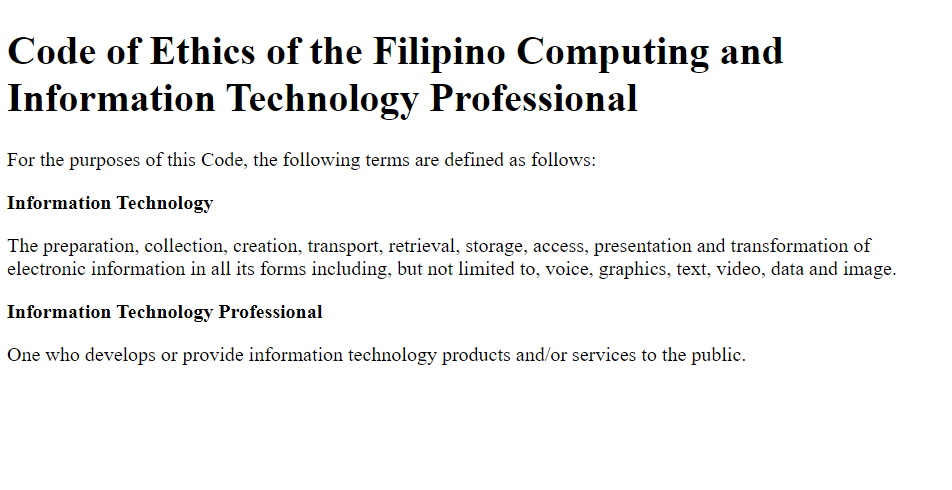 Code of Ethics of the Filipino Computing and
Information Technology Professional
For the purposes of this Code, the following terms are defined as follows:
Information Technology
The preparation, collection, creation, transport, retrieval, storage, access, presentation and transformation of
electronic information in all its forms including, but not limited to, voice, graphics, text, video, data and image.
Information Technology Professional
One who develops or provide information technology products and/or services to the public.